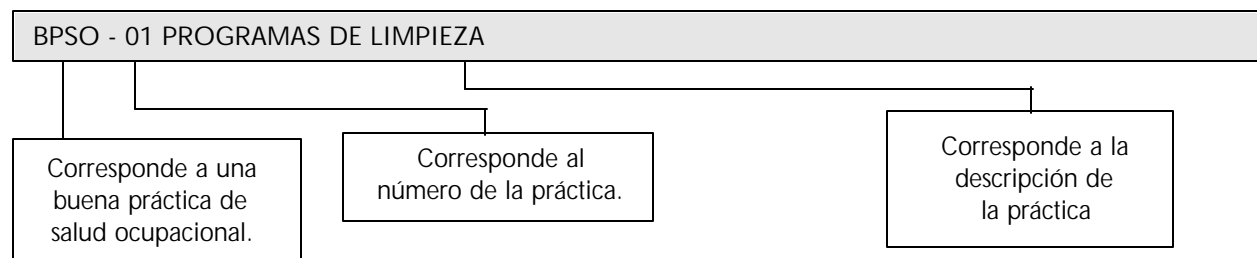 BPSO - 01 PROGRAMAS DE LIMPIEZA
Corresponde a una
buena práctica de
salud ocupacional.
Corresponde al
número de la práctica.
Corresponde a la
descripción de
la práctica